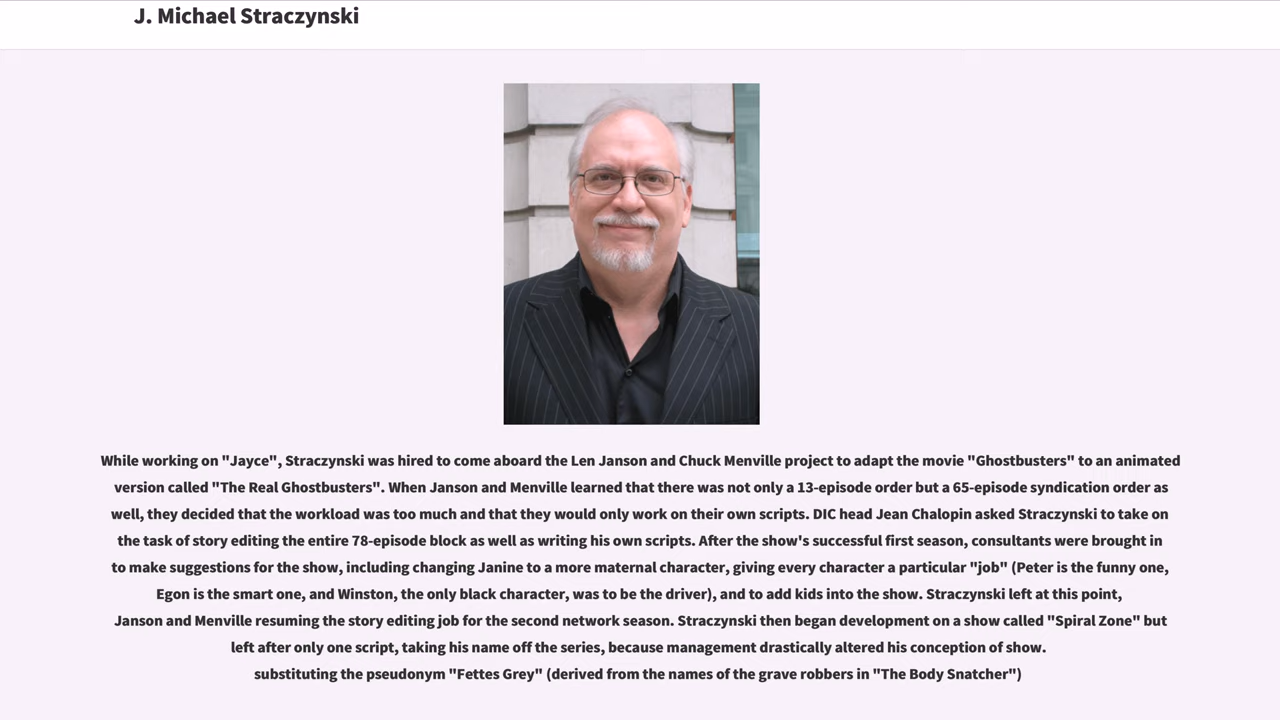 J. Michael Straczynski
While working on "Jayce", Straczynski was hired to come aboard the Len Janson and Chuck Menville project to adapt the movie "Ghostbusters" to an animated
version called "The Real Ghostbusters". When Janson and Menville learned that there was not only a 13-episode order but a 65-episode syndication order as
well, they decided that the workload was too much and that they would only work on their own scripts. DIC head Jean Chalopin asked Straczynski to take on
the task of story editing the entire 78-episode block as well as writing his own scripts. After the show's successful first season, consultants were brought in
to make suggestions for the show, including changing Janine to a more maternal character, giving every character a particular "job" (Peter is the funny one,
Egon is the smart one, and Winston, the only black character, was to be the driver), and to add kids into the show. Straczynski left at this point,
Janson and Menville resuming the story editing job for the second network season. Straczynski then began development on a show called "Spiral Zone" but
left after only one script, taking his name off the series, because management drastically altered his conception of show.
substituting the pseudonym "Fettes Grey" (derived from the names of the grave robbers in "The Body Snatcher")